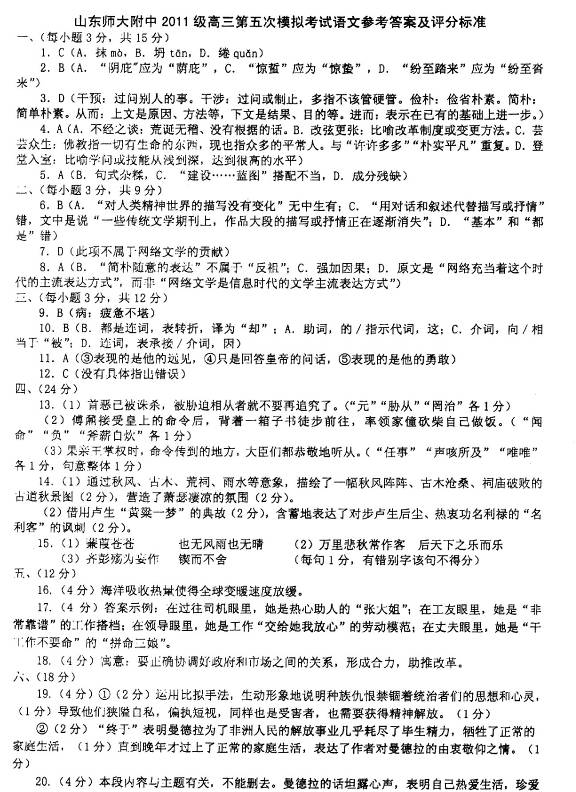 山东师大附中 2011 级高三第五次模拟考试语文参考答案及评分标准
一、(每小题 3 分,共 15 分)
1.C(A.抹 mò,B.坍 tān,D.绻 quǎn)
2.B(A.“阴庇”应为“荫庇”,C.“惊蜇”应为“惊蛰”,D.“纷至踏来”应为“纷至沓
来”)
3.D(干预:过问别人的事。干涉:过问或制止,多指不该管硬管。俭朴:俭省朴素。简朴:
简单朴素。从而:上文是原因、方法等,下文是结果、目的等。进而:表示在已有的基础上进一步。)
4.A(A.不经之谈:荒诞无稽、没有根据的话。B.改弦更张:比喻改革制度或变更方法。C.芸
芸众生:佛教指一切有生命的东西,现也指众多的平常人。与“许许多多”“朴实平凡”重复。D.登
堂入室:比喻学问或技能从浅到深,达到很高的水平)
5.A(B.句式杂糅,C.“建设……蓝图”搭配不当,D.成分残缺)
二、(每小题 3 分,共 9 分)
6.B(A.“对人类精神世界的描写没有变化”无中生有;C.“用对话和叙述代替描写或抒情”
错,文中是说“一些传统文学期刊上,作品大段的描写或抒情正在逐渐消失”;D.“基本”和“都
是”错)
7.D(此项不属于网络文学的贡献)
8.A(B.“简朴随意的表达”不属于“反祖”;C.强加因果;D.原文是“网络充当着这个时
代的主流表达方式”,而非“网络文学是信息时代的文学主流表达方式”)
三、(每小题 3 分,共 12 分)
9.B(病:疲惫不堪)
10.B(B.都是连词,表转折,译为“却”;A.助词,的/指示代词,这;C.介词,向/相
当于“被”;D.连词,表承接/介词,因)
11.A(③表现的是他的远见,④只是回答皇帝的问话,⑤表现的是他的勇敢)
12.C(没有具体指出错误)
四、(24 分)
13.(1)首恶已被诛杀,被胁迫相从者就不要再追究了。(“元”“胁从”“罔治”各 1 分)
(2)傅鼐接受皇上的命令后,背着一箱子书徒步前往,率领家僮砍柴自己做饭。(“闻
命”“负”“斧薪自炊”各 1 分)
(3)果亲王掌权时,命令传到的地方,大臣们都恭敬地听从。(“任事”“声咳所及”“唯唯”
各 1 分,句意整体 1 分)
14.(1)通过秋风、古木、荒祠、雨水等意象,描绘了一幅秋风阵阵、古木沧桑、祠庙破败的
古道秋景图(2 分),营造了萧瑟凄凉的氛围(2 分)。
(2)借用卢生“黄粱一梦”的典故(2 分),含蓄地表达了对步卢生后尘、热衷功名利禄的“名
利客”的讽刺(2 分)。
15.(1)蒹葭苍苍 也无风雨也无晴 (2)万里悲秋常作客 后天下之乐而乐
(3)齐彭殇为妄作 锲而不舍 (每句 1 分,有错别字该句不得分)
五、(12 分)
16.(4 分)海洋吸收热量使得全球变暖速度放缓。
17.(4 分)答案示例:在过往司机眼里,她是热心助人的“张大姐”;在工友眼里,她是“非
常靠谱”的工作搭档;在领导眼里,她是工作“交给她我放心”的劳动模范;在丈夫眼里,她是“干
工作不要命”的“拼命三娘”。
18.(4 分)寓意:要正确协调好政府和市场之间的关系,形成合力,助推改革。
六、(18 分)
19.(4 分)①(2 分)运用比拟手法,生动形象地说明种族仇恨禁锢着统治者们的思想和心灵,
(1 分)导致他们狭隘自私,偏执短视,同样也是受害者,也需要获得精神解放。(1 分)
②(2 分)“终于”表明曼德拉为了非洲人民的解放事业几乎耗尽了毕生精力,牺牲了正常的
家庭生活,(1 分)直到晚年才过上了正常的家庭生活,表达了作者对曼德拉的由衷敬仰之情。(1
分)
20.(4 分)本段内容与主题有关,不能删去。曼德拉的话坦露心声,表明自己热爱生活,珍爱